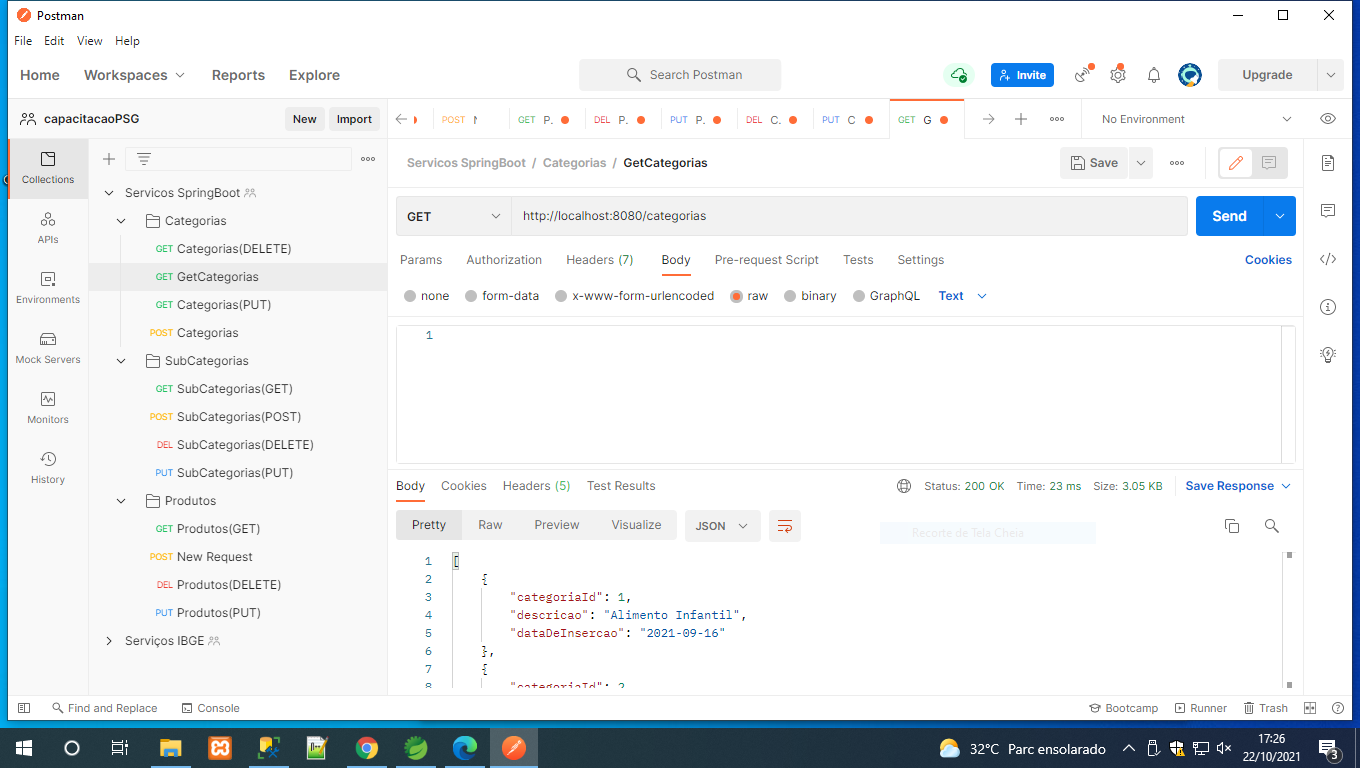 Postman
File Edit View Help
Home Workspaces Reports Explore Search Postman Invite Upgrade
capacitacaoPSG New Import POST GET P. DEL P. PUT P. DEL C. PUT C GET G No Environment
Servicos SpringBoot / Categorias / GetCategorias Save
Collections
APIs
Environments
Mock Servers
Monitors
History
Servicos SpringBoot
Categorias
GET Categorias(DELETE)
GET GetCategorias
GET Categorias(PUT)
POST Categorias
SubCategorias
GET SubCategorias(GET)
POST SubCategorias(POST)
DEL SubCategorias(DELETE)
PUT SubCategorias(PUT)
Produtos
GET Produtos(GET)
POST New Request
DEL Produtos(DELETE)
PUT Produtos(PUT)
Serviços IBGE
GET http://localhost:8080/categorias Send
Params Authorization Headers (7) Body Pre-request Script Tests Settings Cookies
none form-data x-www-form-urlencoded raw binary GraphQL Text
1
Body Cookies Headers (5) Test Results Status: 200 OK Time: 23 ms Size: 3.05 KB Save Response
Pretty Raw Preview Visualize JSON Recorte de Tela Cheia
1 [
2 {
3 "categoriaId": 1,
4 "descricao": "Alimento Infantil",
5 "dataDeInsercao": "2021-09-16"
6 },
7 {
8 "categoriaId": 2
Find and Replace Console Bootcamp Runner Trash
32°C Parc ensolarado 17:26
22/10/2021 3